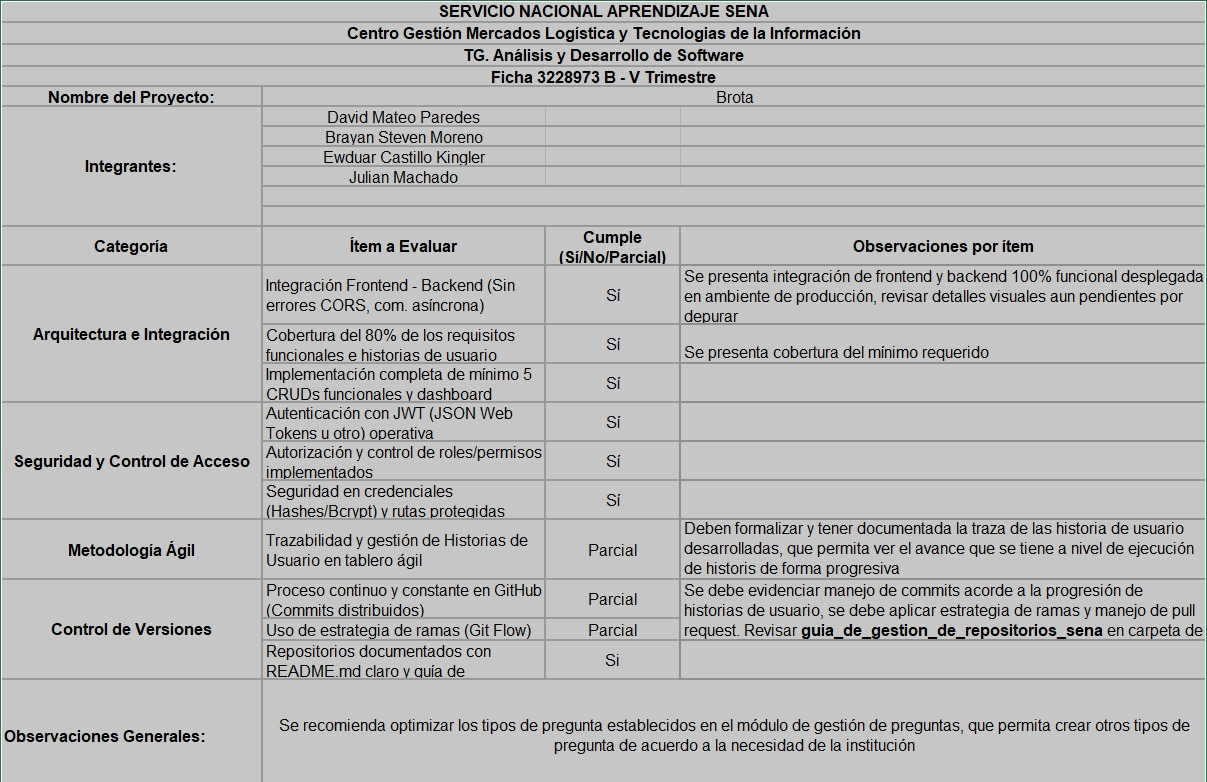 SERVICIO NACIONAL APRENDIZAJE SENA
Centro Gestión Mercados Logística y Tecnologias de la Información
TG. Análisis y Desarrollo de Software
Ficha 3228973 B - V Trimestre
Nombre del Proyecto:
Brota
Integrantes:
David Mateo Paredes
Brayan Steven Moreno
Ewduar Castillo Kingler
Julian Machado
Categoría
Ítem a Evaluar
Cumple
(Sí/No/Parcial)
Observaciones por ítem
Arquitectura e Integración
Integración Frontend - Backend (Sin
errores CORS, com. asíncrona)
Sí
Se presenta integración de frontend y backend 100% funcional desplegada
en ambiente de producción, revisar detalles visuales aun pendientes por
depurar
Cobertura del 80% de los requisitos
funcionales e historias de usuario
Sí
Se presenta cobertura del mínimo requerido
Implementación completa de mínimo 5
CRUDs funcionales y dashboard
Sí
Seguridad y Control de Acceso
Autenticación con JWT (JSON Web
Tokens u otro) operativa
Sí
Autorización y control de roles/permisos
implementados
Sí
Seguridad en credenciales
(Hashes/Bcrypt) y rutas protegidas
Sí
Metodología Ágil
Trazabilidad y gestión de Historias de
Usuario en tablero ágil
Parcial
Deben formalizar y tener documentada la traza de las historia de usuario
desarrolladas, que permita ver el avance que se tiene a nivel de ejecución
de historis de forma progresiva
Control de Versiones
Proceso continuo y constante en GitHub
(Commits distribuidos)
Parcial
Se debe evidenciar manejo de commits acorde a la progresión de
historias de usuario, se debe aplicar estrategia de ramas y manejo de pull
request. Revisar guia_de_gestion_de_repositorios_sena en carpeta de
Uso de estrategia de ramas (Git Flow)
Parcial
Repositorios documentados con
README.md claro y guía de
Si
Observaciones Generales:
Se recomienda optimizar los tipos de pregunta establecidos en el módulo de gestión de preguntas, que permita crear otros tipos de
pregunta de acuerdo a la necesidad de la institución